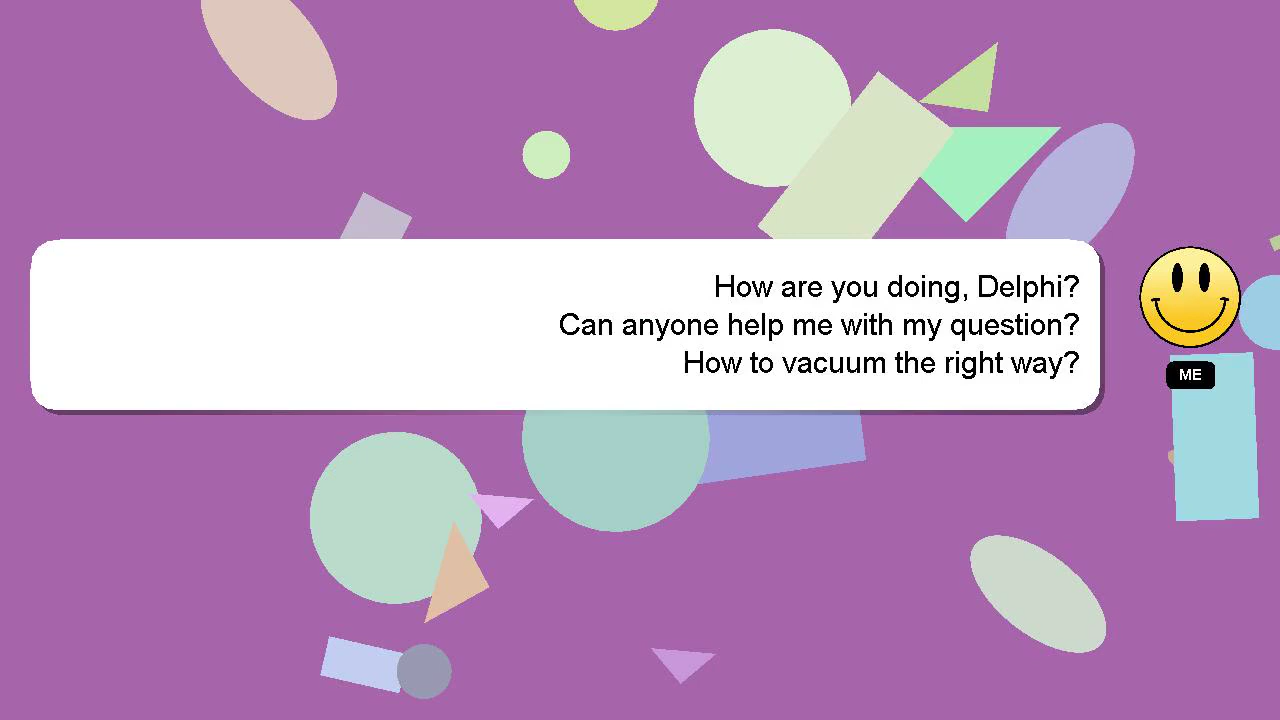 How are you doing, Delphi?
Can anyone help me with my question?
How to vacuum the right way?
ME